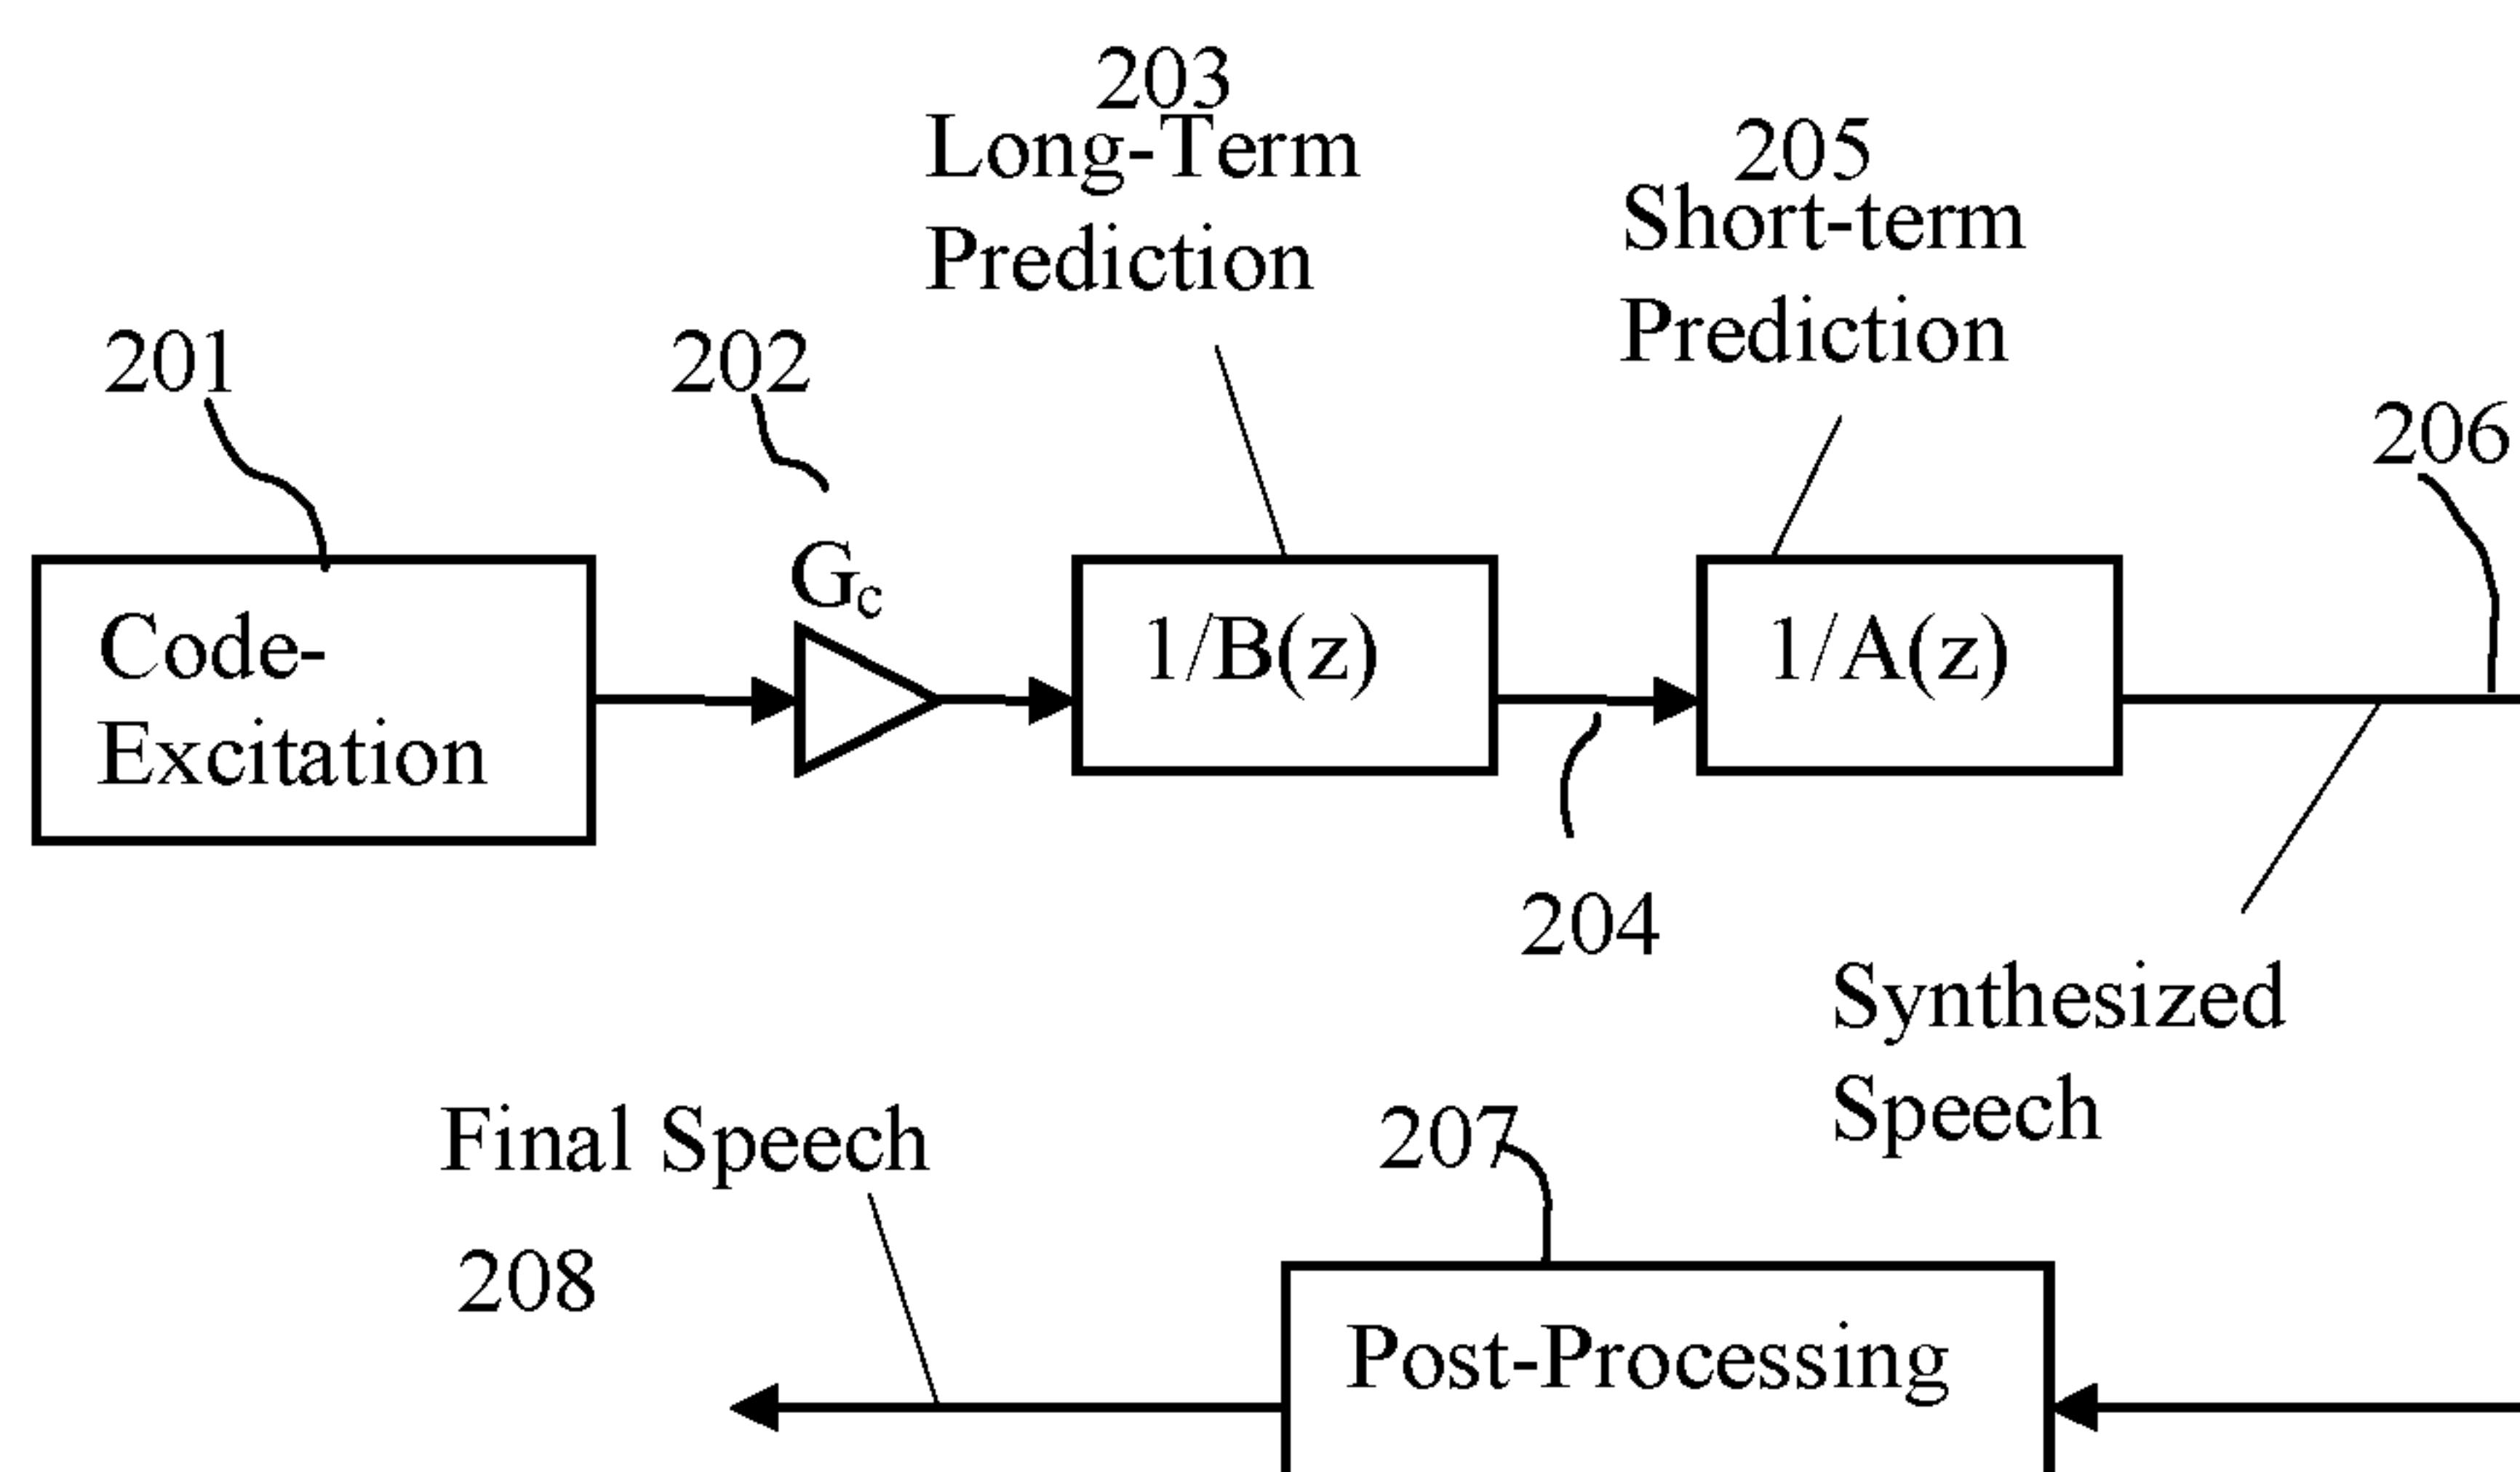 203
Long-Term
Prediction
205
Short-term
Prediction
201
202
206
Gc
Code-
Excitation
1/B(z)
1/A(z)
204
Synthesized
Speech
Final Speech
208
207
Post-Processing